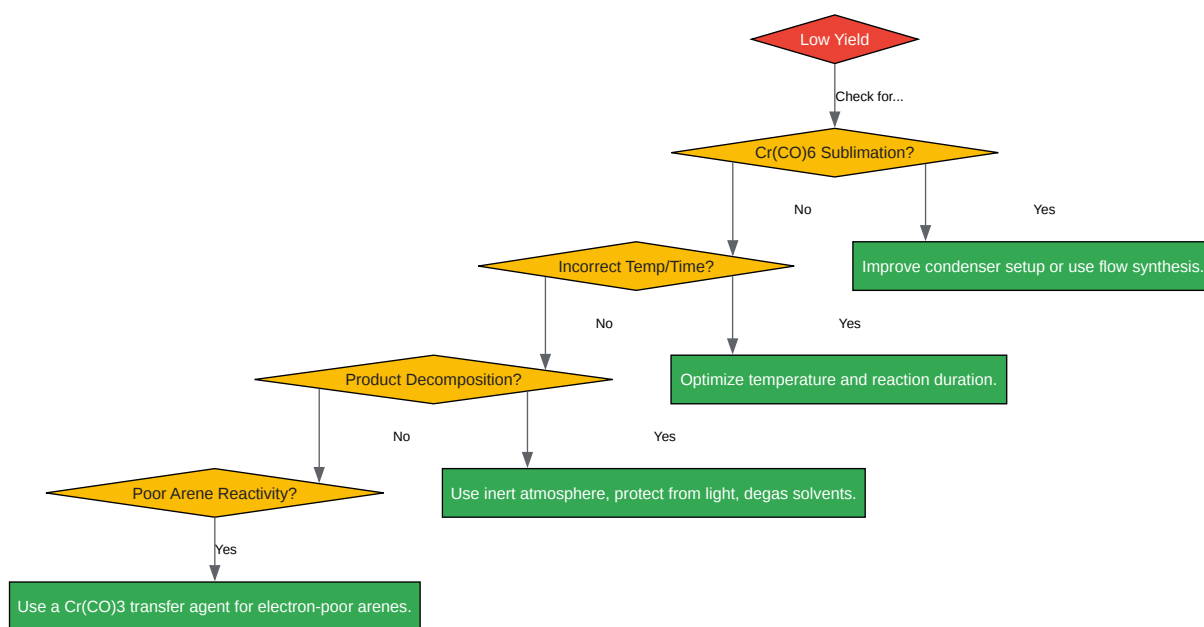 Low Yield
Check for...
Cr(CO)6 Sublimation?
No
Yes
Incorrect Temp/Time?
Improve condenser setup or use flow synthesis.
No
Yes
Product Decomposition?
Optimize temperature and reaction duration.
No
Yes
Poor Arene Reactivity?
Use inert atmosphere, protect from light, degas solvents.
Yes
Use a Cr(CO)3 transfer agent for electron-poor arenes.